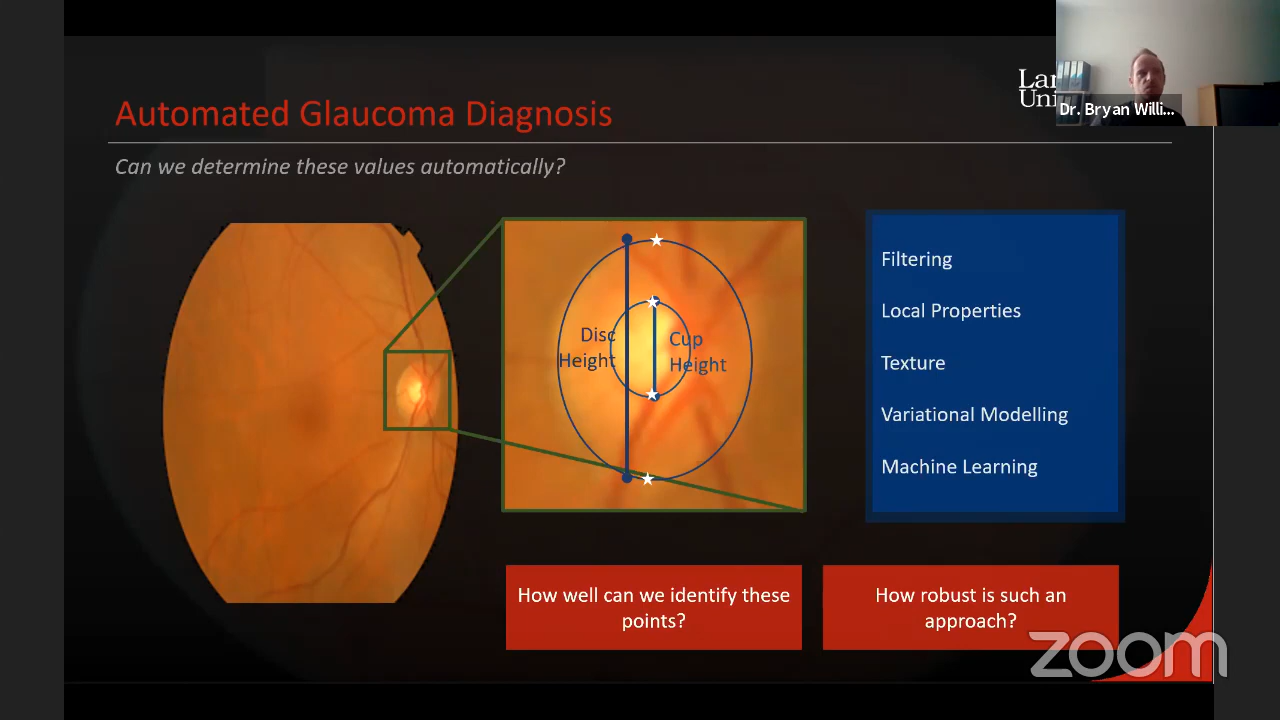 Automated Glaucoma Diagnosis
Can we determine these values automatically?
Dr. Bryan Willi...
Disc
Height
Cup
Height
Filtering
Local Properties
Texture
Variational Modelling
Machine Learning
How well can we identify these
points?
How robust is such an
approach?
zoom